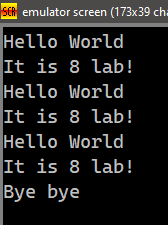 SCR emulator screen (173x39 cha
Hello World
It is 8 lab!
Hello World
It is 8 lab!
Hello World
It is 8 lab!
Bye bye